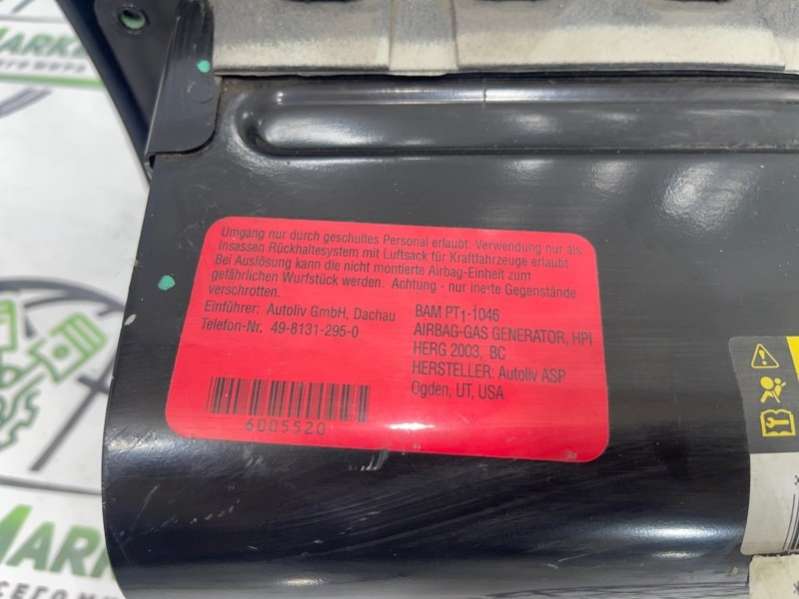 Umgang nur durch geschultes Personal erlaubt. Verwendung nur als
Insassen Rückhaltesystem mit Luftsack für Kraftfahrzeuge erlaubt
Bei Auslösung kann die nicht montierte Airbag-Einheit zum
gefährlichen Wurfstück werden. Achtung - nur inerte Gegenstände
verschrotten.
Einführer: Autoliv GmbH, Dachau
Telefon-Nr. 49-8131-295-0
BAM PT1-1046
AIRBAG-GAS GENERATOR, HPI
HERG 2003, BC
HERSTELLER: Autoliv ASP
Ogden, UT, USA
6005520
MARKE
MARK